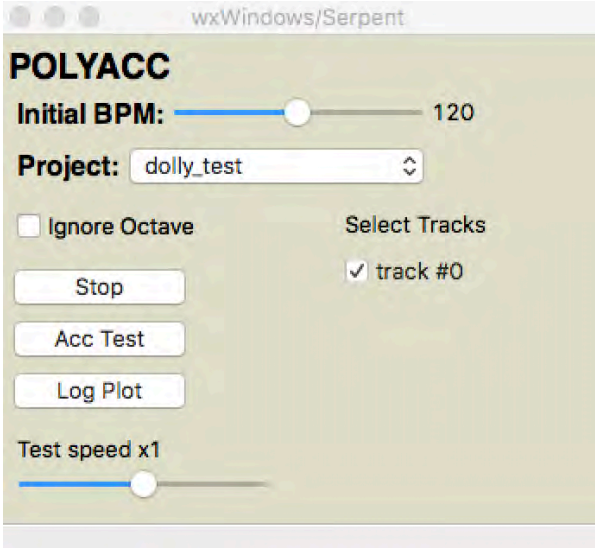 wxWindows/Serpent
POLYACC
Initial BPM: 120
Project: dolly_test
Ignore Octave
Select Tracks
track #0
Stop
Acc Test
Log Plot
Test speed x1